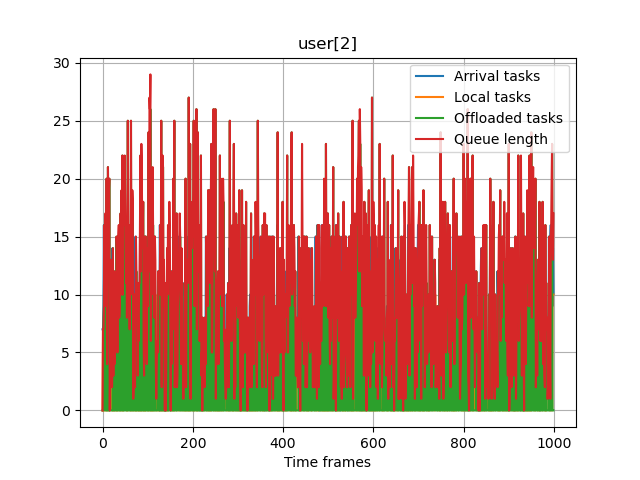 user[2]
30
25
20
15
10
5
0
Arrival tasks
Local tasks
Offloaded tasks
Queue length
0 200 400 600 800 1000
Time frames